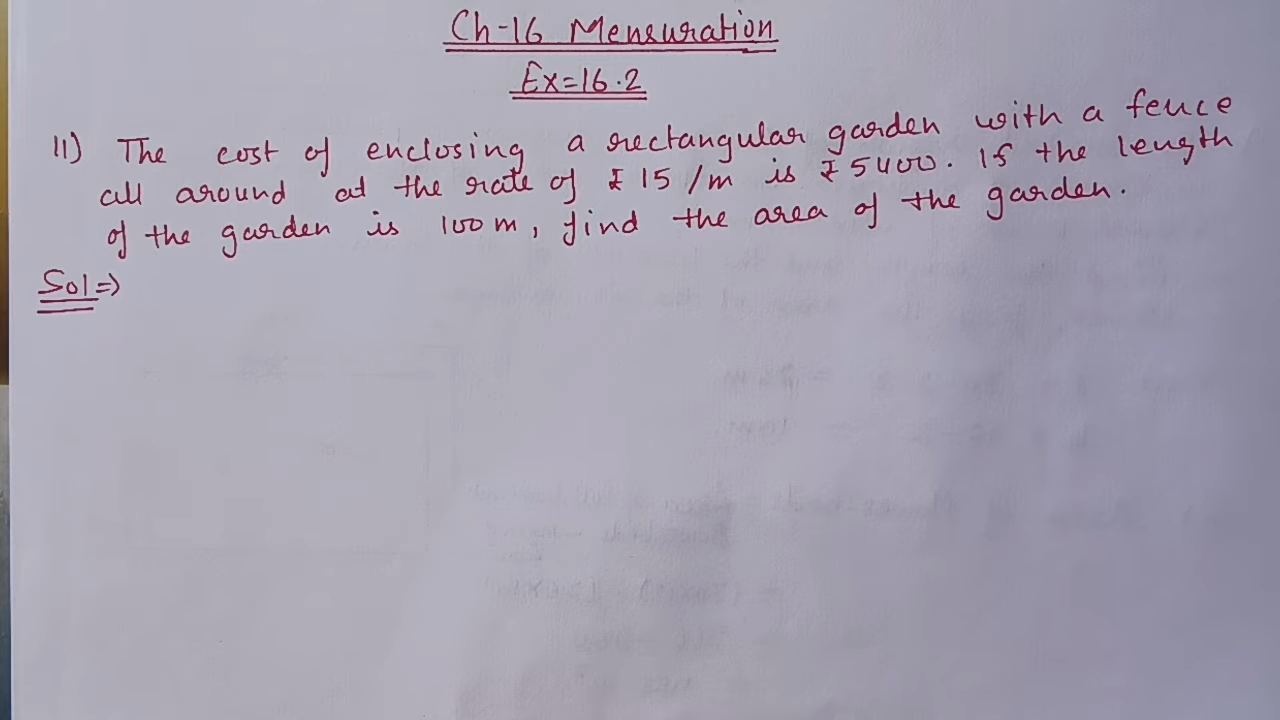 Ch-16 Mensuration
Ex=16.2
11) The cost of enclosing a rectangular garden with a fence
all around at the rate of ₹15/m is ₹5400. If the length
of the garden is 100m, find the area of the garden.
Sol⇒